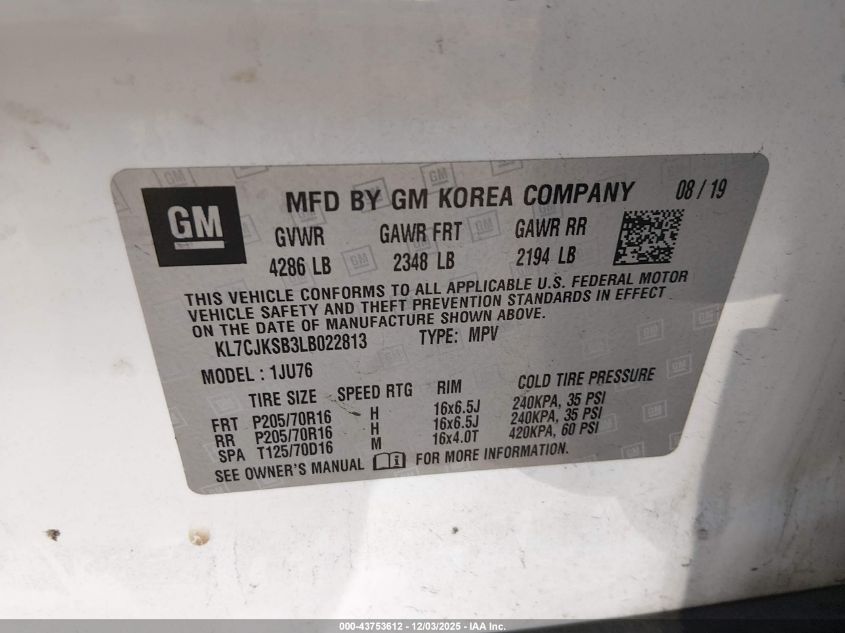 GM
MFD BY GM KOREA COMPANY 08/19
GVWR GAWR FRT GAWR RR
4286 LB 2348 LB 2194 LB
THIS VEHICLE CONFORMS TO ALL APPLICABLE U.S. FEDERAL MOTOR
VEHICLE SAFETY AND THEFT PREVENTION STANDARDS IN EFFECT
ON THE DATE OF MANUFACTURE SHOWN ABOVE.
KL7CJKSB3LB022813 TYPE: MPV
MODEL : 1JU76
TIRE SIZE SPEED RTG RIM COLD TIRE PRESSURE
FRT P205/70R16 H 16x6.5J 240KPA, 35 PSI
RR P205/70R16 H 16x6.5J 240KPA, 35 PSI
SPA T125/70D16 M 16x4.0T 420KPA, 60 PSI
SEE OWNER'S MANUAL FOR MORE INFORMATION.
000-43753612 - 12/03/2025 - IAA Inc.